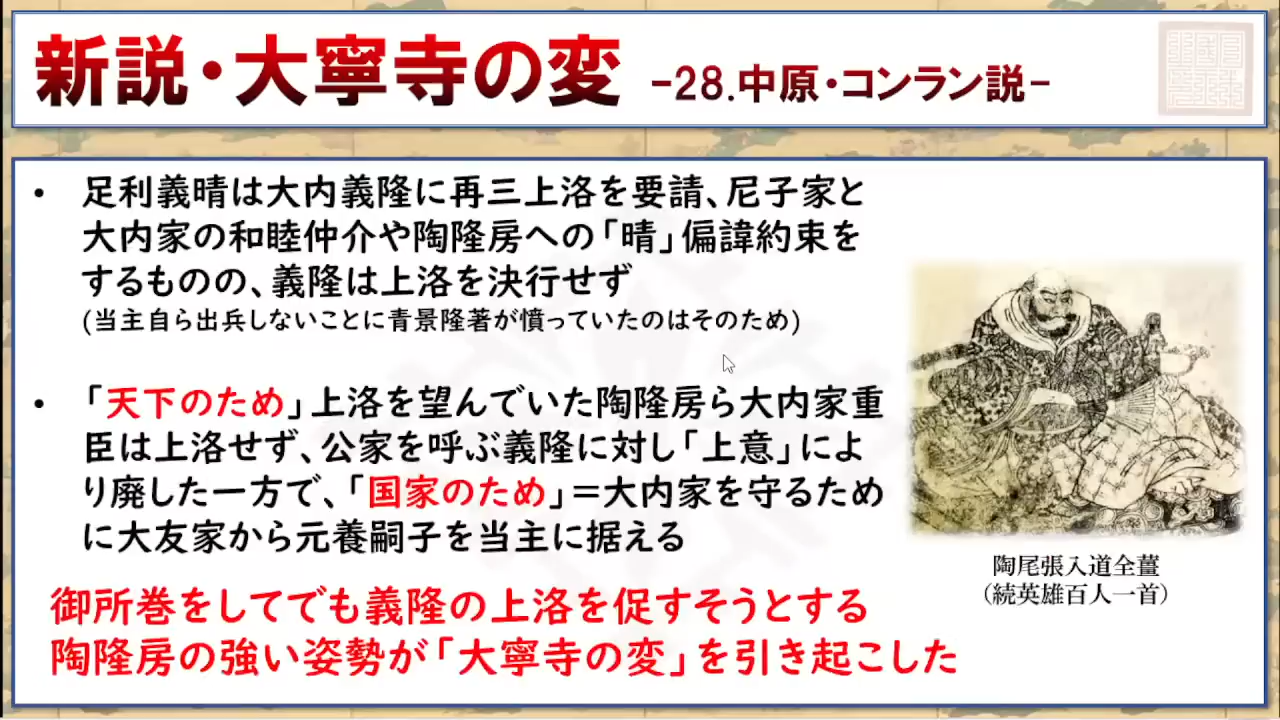 新説・大寧寺の変 -28.中原・コンラン説-
• 足利義晴は大内義隆に再三上洛を要請、尼子家と
大内家の和睦仲介や陶隆房への「晴」偏諱約束を
するものの、義隆は上洛を決行せず
(当主自ら出兵しないことに青景隆著が憤っていたのはそのため)
• 「天下のため」上洛を望んでいた陶隆房ら大内家重
臣は上洛せず、公家を呼ぶ義隆に対し「上意」によ
り廃した一方で、「国家のため」＝大内家を守るため
に大友家から元養嗣子を当主に据える
御所巻をしてでも義隆の上洛を促すそうとする
陶隆房の強い姿勢が「大寧寺の変」を引き起こした
陶尾張入道全薑
（続英雄百人一首）